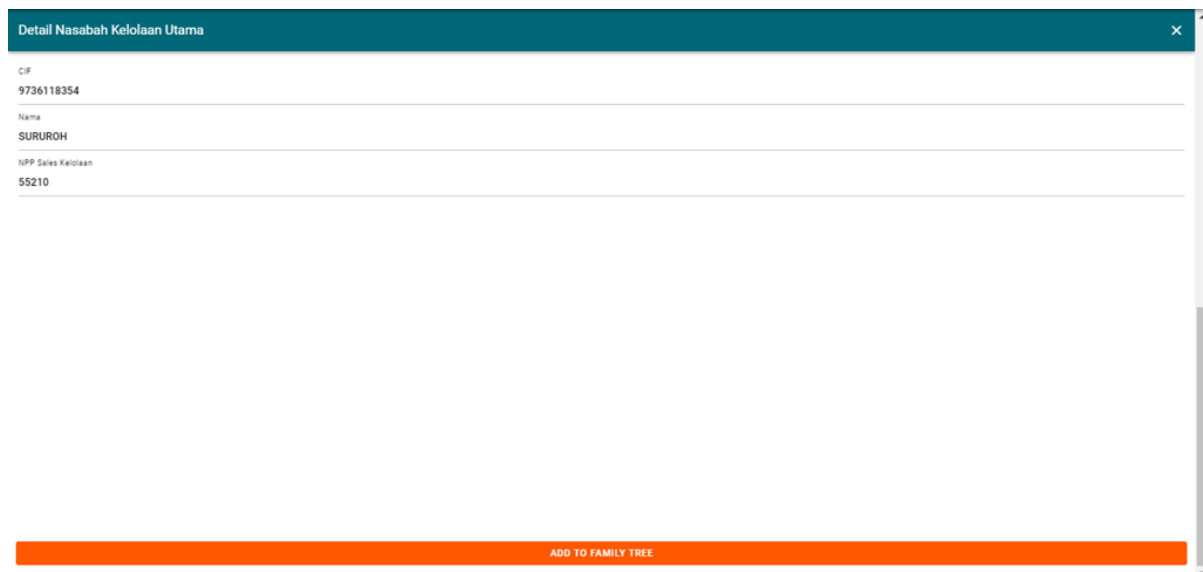 Detail Nasabah Kelolaan Utama
CIF
9736118354
Nama
SURUROH
NPP Sales Kelolaan
55210
ADD TO FAMILY TREE